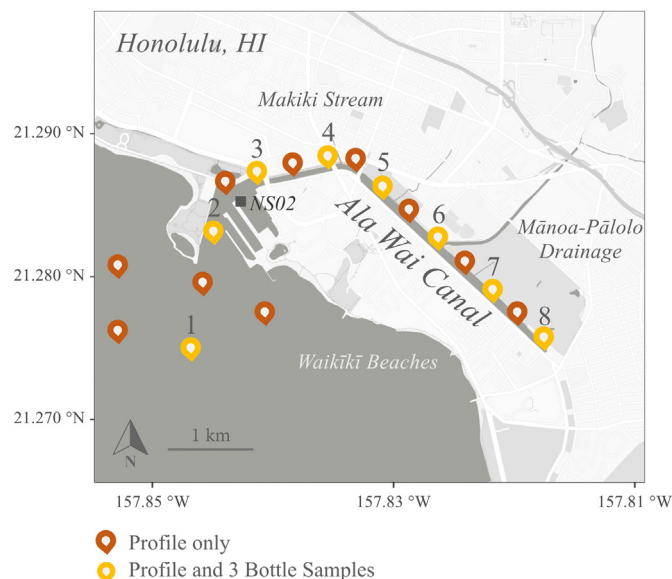 Honolulu, HI
Makiki Stream
21.290 °N
3
4
5
NS02
2
6
Ala Wai Canal
Mānoa-Pālolo
Drainage
7
21.280 °N
8
1
Waikīkī Beaches
21.270 °N
1 km
N
157.85 °W
157.83 °W
157.81 °W
Profile only
Profile and 3 Bottle Samples